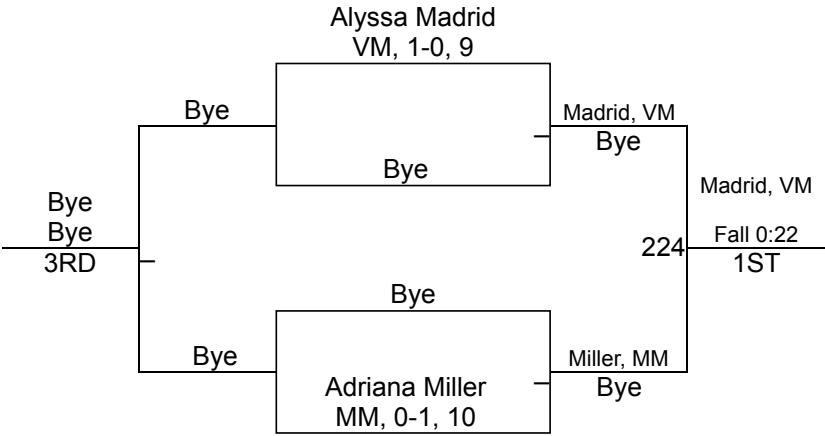 Alyssa Madrid
VM, 1-0, 9
Bye
Madrid, VM
Bye
Bye
Madrid, VM
Bye
Bye
3RD
224
Fall 0:22
1ST
Bye
Bye
Miller, MM
Bye
Adriana Miller
MM, 0-1, 10